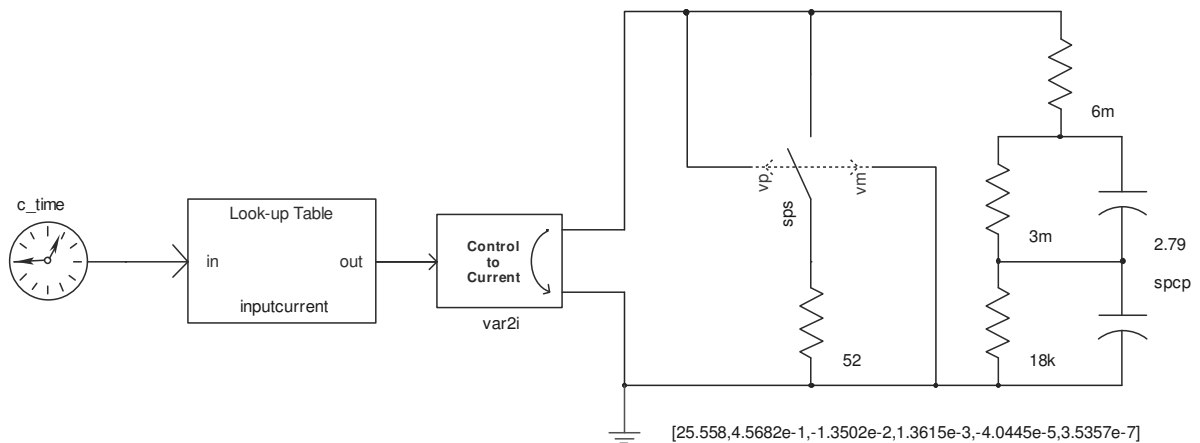 c_time
Look-up Table
in
out
inputcurrent
Control
to
Current
var2i
vp
vm
sps
52
6m
3m
2.79
spcp
18k
[25.558,4.5682e-1,-1.3502e-2,1.3615e-3,-4.0445e-5,3.5357e-7]